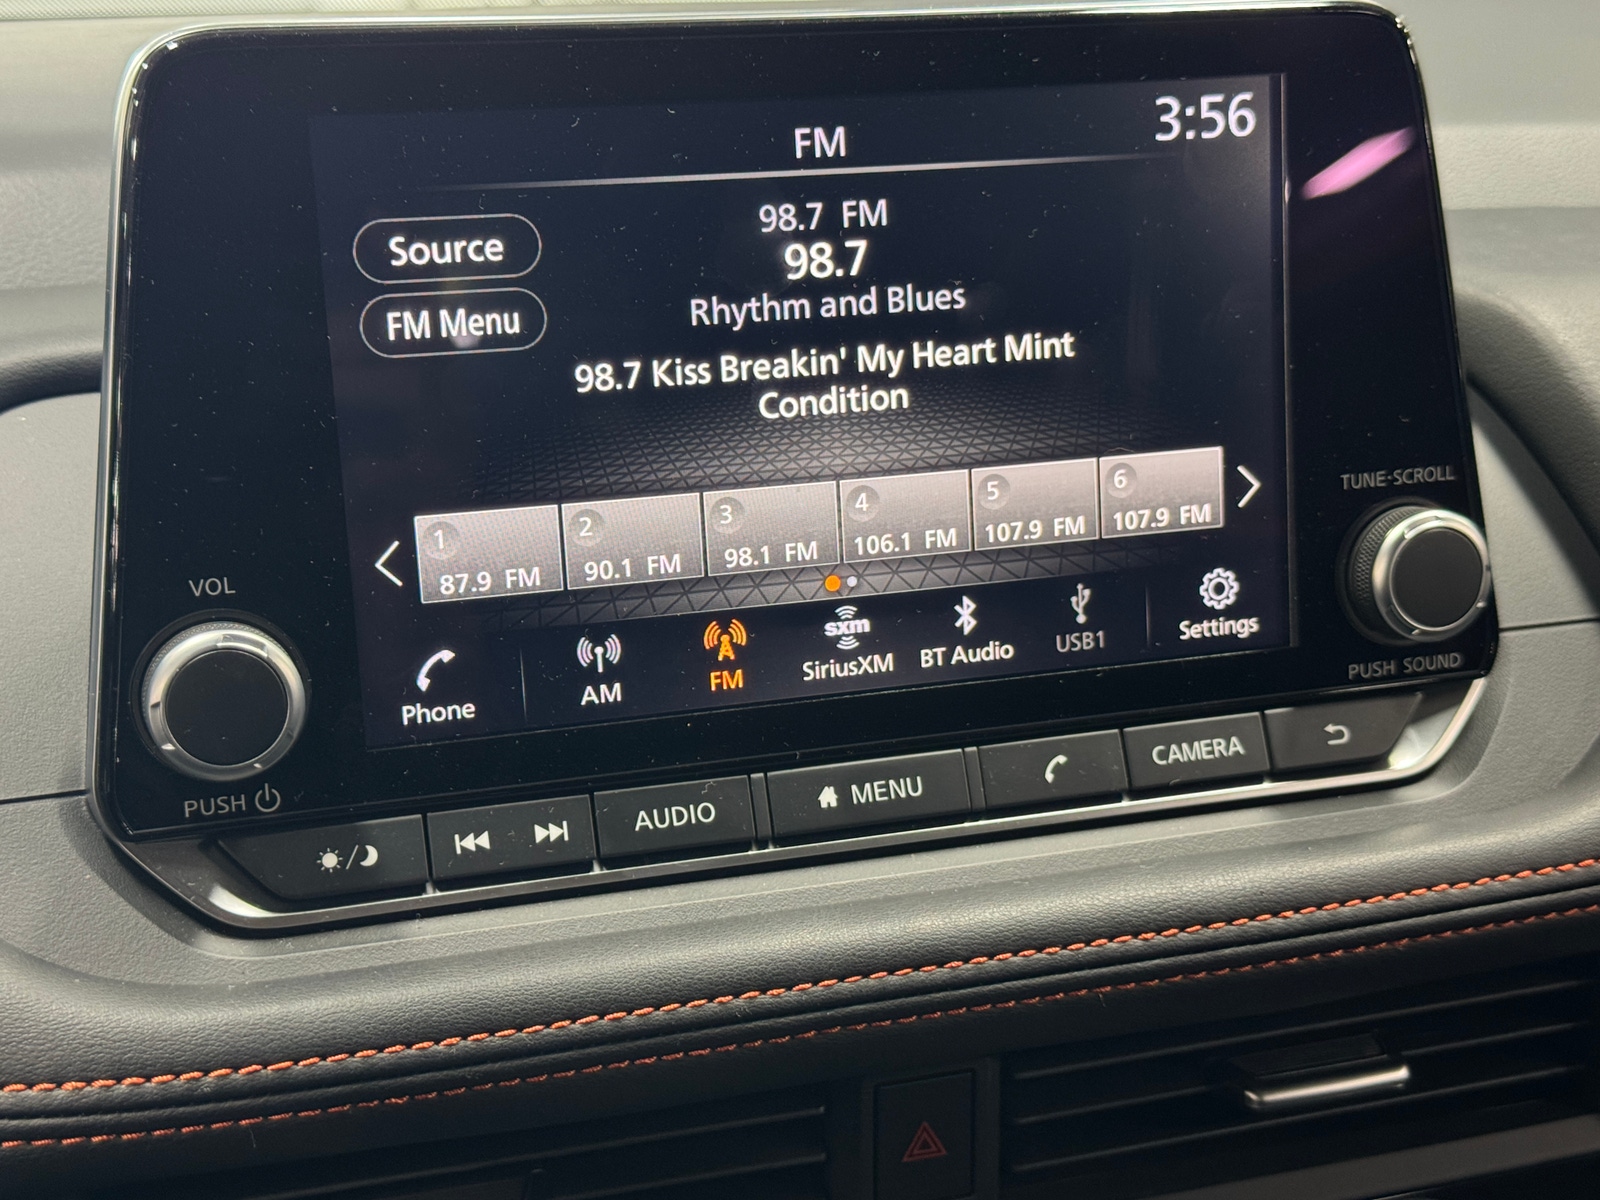 3:56
FM
98.7 FM
98.7
Rhythm and Blues
98.7 Kiss Breakin' My Heart Mint
Condition
Source
FM Menu
1
87.9 FM
2
90.1 FM
3
98.1 FM
4
106.1 FM
5
107.9 FM
6
107.9 FM
Phone
AM
FM
sxm
SiriusXM
BT Audio
USB1
Settings
VOL
PUSH
TUNE·SCROLL
PUSH SOUND
AUDIO
MENU
CAMERA